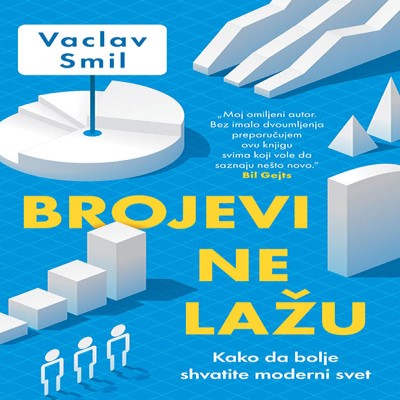 Vaclav
Smil
„Moj omiljeni autor.
Bez imalo dvoumljenja
preporučujem
ovu knjigu
svima koji vole da
saznaju nešto novo.”
Bil Gejts
BROJEVI
NE
LAŽU
Kako da bolje
shvatite moderni svet